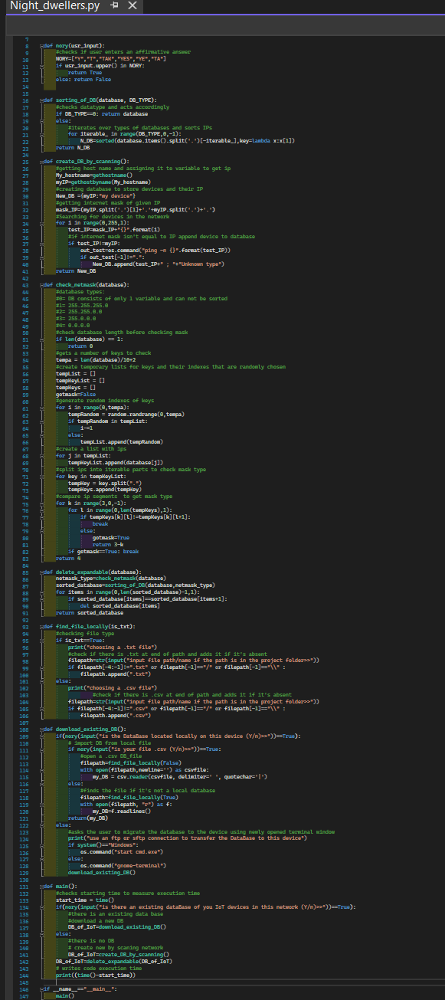 Night_dwellers.py
7
8 def nory(usr_input):
9 #checks if user enters an affirmative answer
10 NORY=["Y","T","TAK","YES","YE","TA"]
11 if usr_input.upper() in NORY:
12 return True
13 else: return False
14
15
16 def sorting_of_DB(database, DB_TYPE):
17 #checks datatype and acts accordingly
18 if DB_TYPE==0: return database
19 else:
20 #iterates over types of databases and sorts IPs
21 for iterable_ in range(DB_TYPE,0,-1):
22 N_DB=sorted(database.items().split('.')[-iterable_],key=lambda x:x[1])
23 return N_DB
24
25 def create_DB_by_scanning():
26 #getting host name and assigning it to variable to get ip
27 My_hostname=gethostname()
28 myIP=gethostbyname(My_hostname)
29 #creating database to store devices and their IP
30 New_DB ={myIP:"my device"}
31 #getting internet mask of given IP
32 mask_IP=(myIP.split('.')[1]+'.'+myIP.split('.')+'.')
33 #Searching for devices in the network
34 for i in range(0,255,1):
35 test_IP=mask_IP+"{}".format(i)
36 #if internet mask isn't equal to IP append device to database
37 if test_IP!=myIP:
38 out_test=os.command("ping -n {}".format(test_IP))
39 if out_test[-1]!=".":
40 New_DB.append(test_IP+" ; "+"Unknown type")
41 return New_DB
42
43 def check_netmask(database):
44 #database types:
45 #0= DB consists of only 1 variable and can not be sorted
46 #1= 255.255.255.0
47 #2= 255.255.0.0
48 #3= 255.0.0.0
49 #4= 0.0.0.0
50 #check database length before checking mask
51 if len(database) == 1:
52 return 0
53 #gets a number of keys to check
54 tempa = len(database)/10+2
55 #create temporary lists for keys and their indexes that are randomly chosen
56 tempList = []
57 tempKeyList = []
58 tempKeys = []
59 gotmask=False
60 #generate random indexes of keys
61 for i in range(0,tempa):
62 tempRandom = random.randrange(0,tempa)
63 if tempRandom in tempList:
64 i-=1
65 else:
66 tempList.append(tempRandom)
67 #create a list with ips
68 for j in tempList:
69 tempKeyList.append(database[j])
70 #split ips into iterable parts to check mask type
71 for key in tempKeyList:
72 tempKey = key.split(".")
73 tempKeys.append(tempKey)
74 #compare ip segments  to get mask type
75 for k in range(3,0,-1):
76 for l in range(0,len(tempKeys),1):
77 if tempKeys[k][l]!=tempKeys[k][l+1]:
78 break
79 else:
80 gotmask=True
81 return 3-k
82 if gotmask==True: break
83 return 4
84
85 def delete_expandable(database):
86 netmask_type=check_netmask(database)
87 sorted_database=sorting_of_DB(database,netmask_type)
88 for items in range(0,len(sorted_database)-1,1):
89 if sorted_database[items]==sorted_database[items+1]:
90 del sorted_database[items]
91 return sorted_database
92
93 def find_file_locally(is_txt):
94 #checking file type
95 if is_txt==True:
96 print("choosing a .txt file")
97 #check if there is .txt at end of path and adds it if it's absent
98 filepath=str(input("input file path/name if the path is in the project folder>>"))
99 if filepath[-4:-1]!=".txt" or filepath[-1]=="/" or filepath[-1]=="\\" :
100 filepath.append(".txt")
101 else:
102 print("choosing a .csv file")
103 #check if there is .csv at end of path and adds it if it's absent
104 filepath=str(input("input file path/name if the path is in the project folder>>"))
105 if filepath[-4:-1]!=".csv" or filepath[-1]=="/" or filepath[-1]=="\\" :
106 filepath.append(".csv")
107
108 def download_existing_DB():
109 if(nory(input("is the DataBase located locally on this device (Y/n)>>"))==True):
110 # import DB from local file
111 if nory(input("is your file .csv (Y/n)>>"))==True:
112 #open a .csv DB_file
113 filepath=find_file_locally(False)
114 with open(filepath,newline='') as csvfile:
115 my_DB = csv.reader(csvfile, delimiter=' ', quotechar='|')
116 else:
117 #finds the file if it's not a local database
118 filepath=find_file_locally(True)
119 with open(filepath, "r") as f:
120 my_DB=f.readlines()
121 return(my_DB)
122 else:
123 #asks the user to migrate the database to the device using newly opened terminal window
124 print("use an ftp or sftp connection to transfer the DataBase to this device")
125 if system()=="Windows":
126 os.command("start cmd.exe")
127 else:
128 os.command("gnome-terminal")
129 download_existing_DB()
130
131 def main():
132 #checks starting time to measure execution time
133 start_time = time()
134 if(nory(input("is there an existing dataBase of you IoT devices in this network (Y/n)>>"))==True):
135 #there is an existing data base
136 #download a new DB
137 DB_of_IoT=download_existing_DB()
138 else:
139 #there is no DB
140 # create new by scaning network
141 DB_of_IoT=create_DB_by_scanning()
142 DB_of_IoT=delete_expandable(DB_of_IoT)
143 # writes code execution time
144 print((time()-start_time))
145
146 if __name__=="__main__":
147 main()